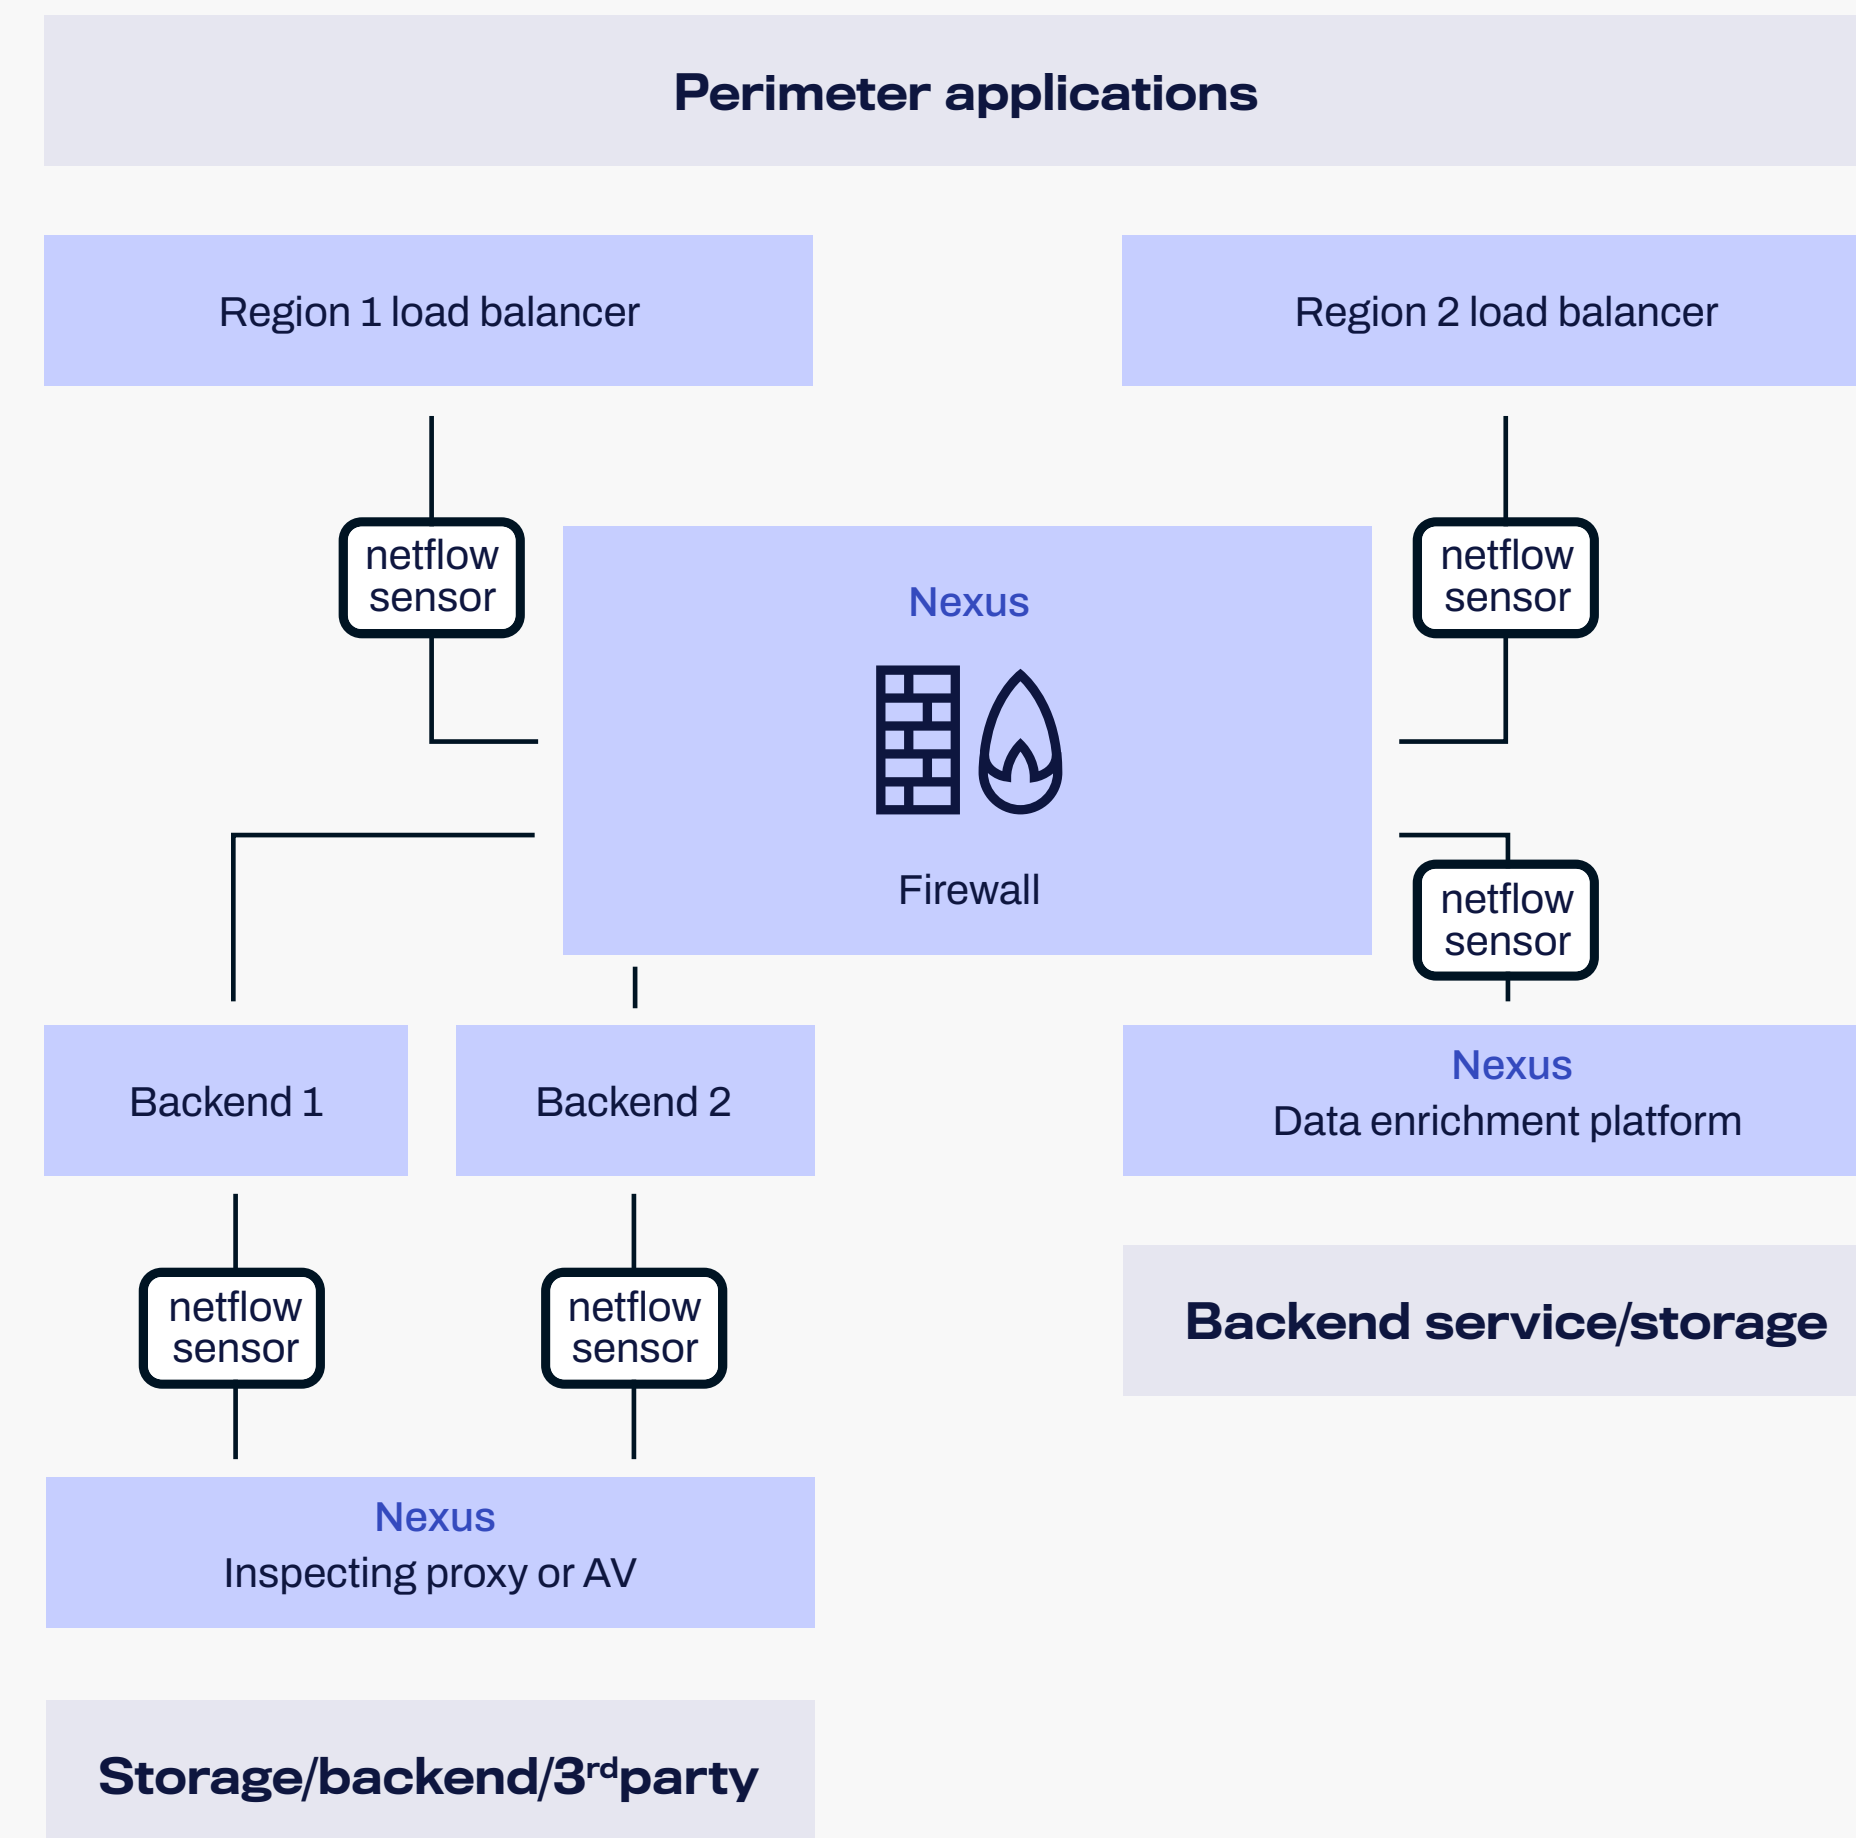 Perimeter applications
Region 1 load balancer
Region 2 load balancer
netflow
sensor
Nexus
Firewall
netflow
sensor
netflow
sensor
Backend 1
Backend 2
Nexus
Data enrichment platform
netflow
sensor
netflow
sensor
Backend service/storage
Nexus
Inspecting proxy or AV
Storage/backend/3rdparty